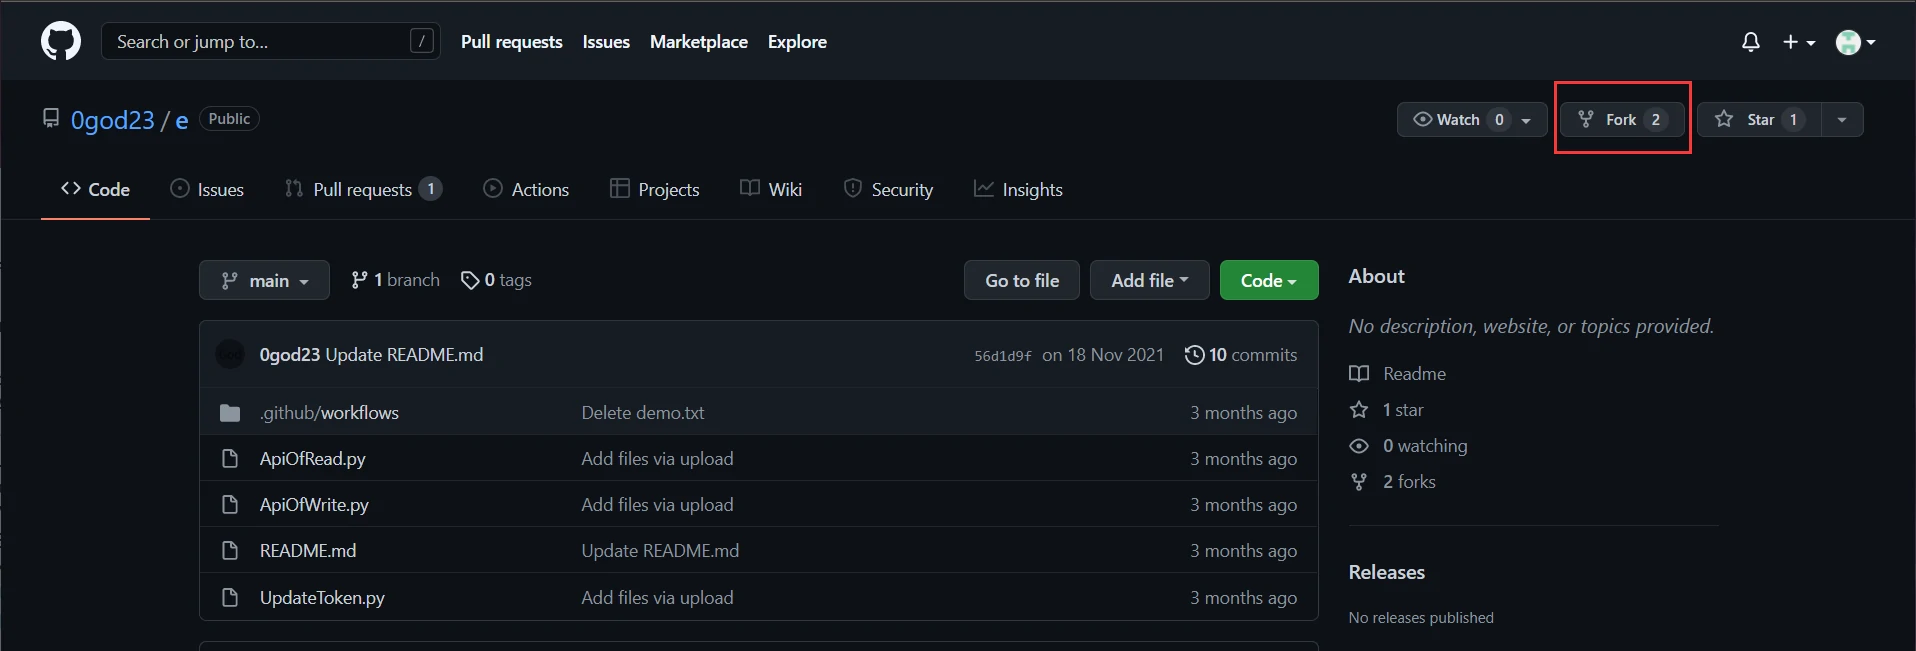 Search or jump to... / Pull requests Issues Marketplace Explore
0god23 / e Public Watch 0 Fork 2 Star 1
Code Issues Pull requests 1 Actions Projects Wiki Security Insights
main 1 branch 0 tags Go to file Add file Code
0god23 Update README.md 56d1d9f on 18 Nov 2021 10 commits
.github/workflows Delete demo.txt 3 months ago
ApiOfRead.py Add files via upload 3 months ago
ApiOfWrite.py Add files via upload 3 months ago
README.md Update README.md 3 months ago
UpdateToken.py Add files via upload 3 months ago
About
No description, website, or topics provided.
Readme
1 star
0 watching
2 forks
Releases
No releases published